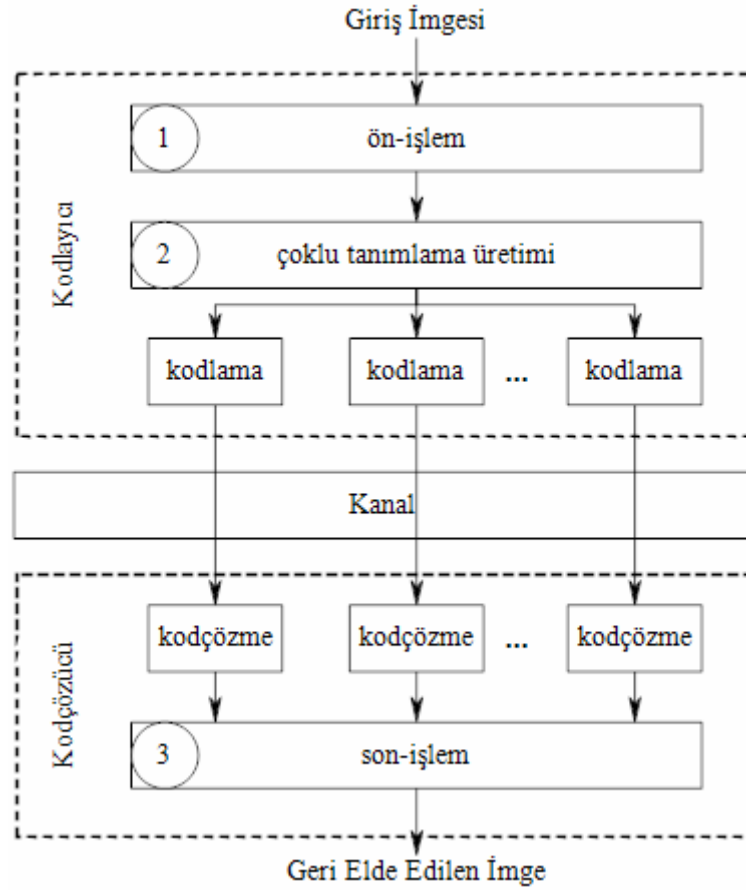 Giriş İmgesi
1
ön-işlem
Kodlayıcı
2
çoklu tanımlama üretimi
kodlama
kodlama
...
kodlama
Kanal
Kodçözücü
kodçözme
kodçözme
...
kodçözme
3
son-işlem
Geri Elde Edilen İmge